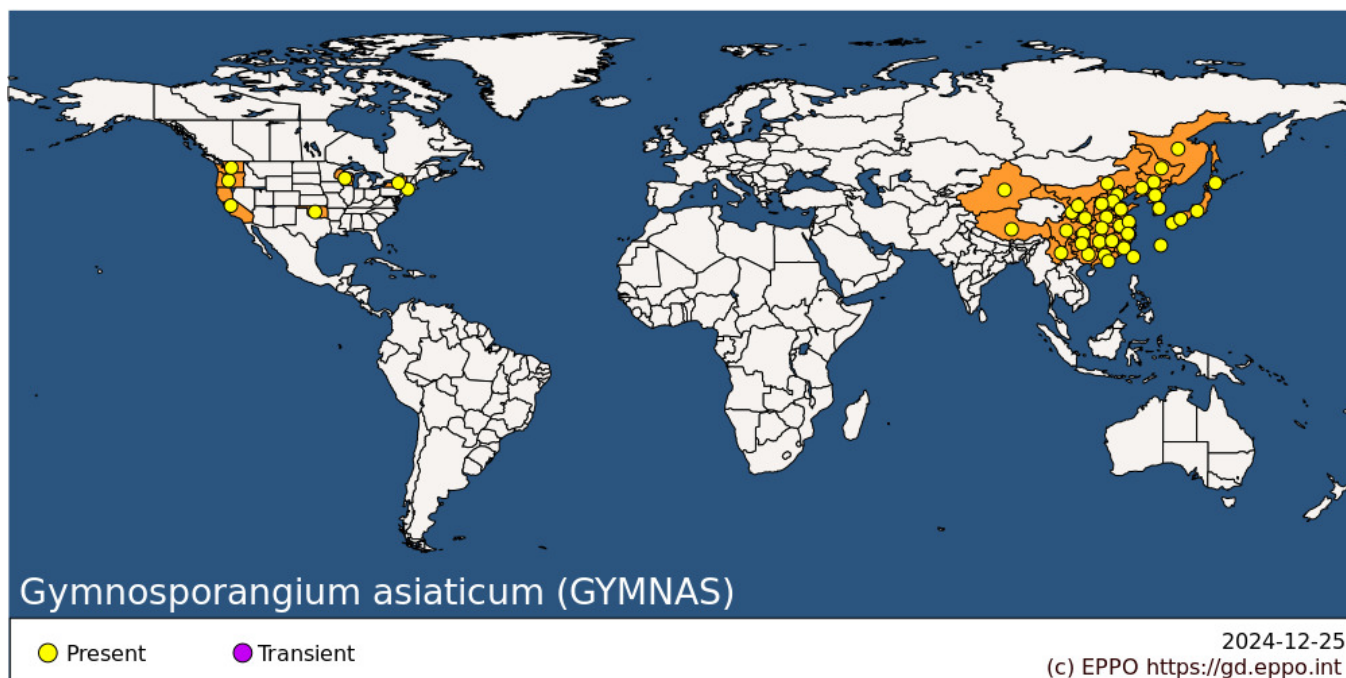 Gymnosporangium asiaticum (GYMNAS)
Present
Transient
2024-12-25
(c) EPPO https://gd.eppo.int